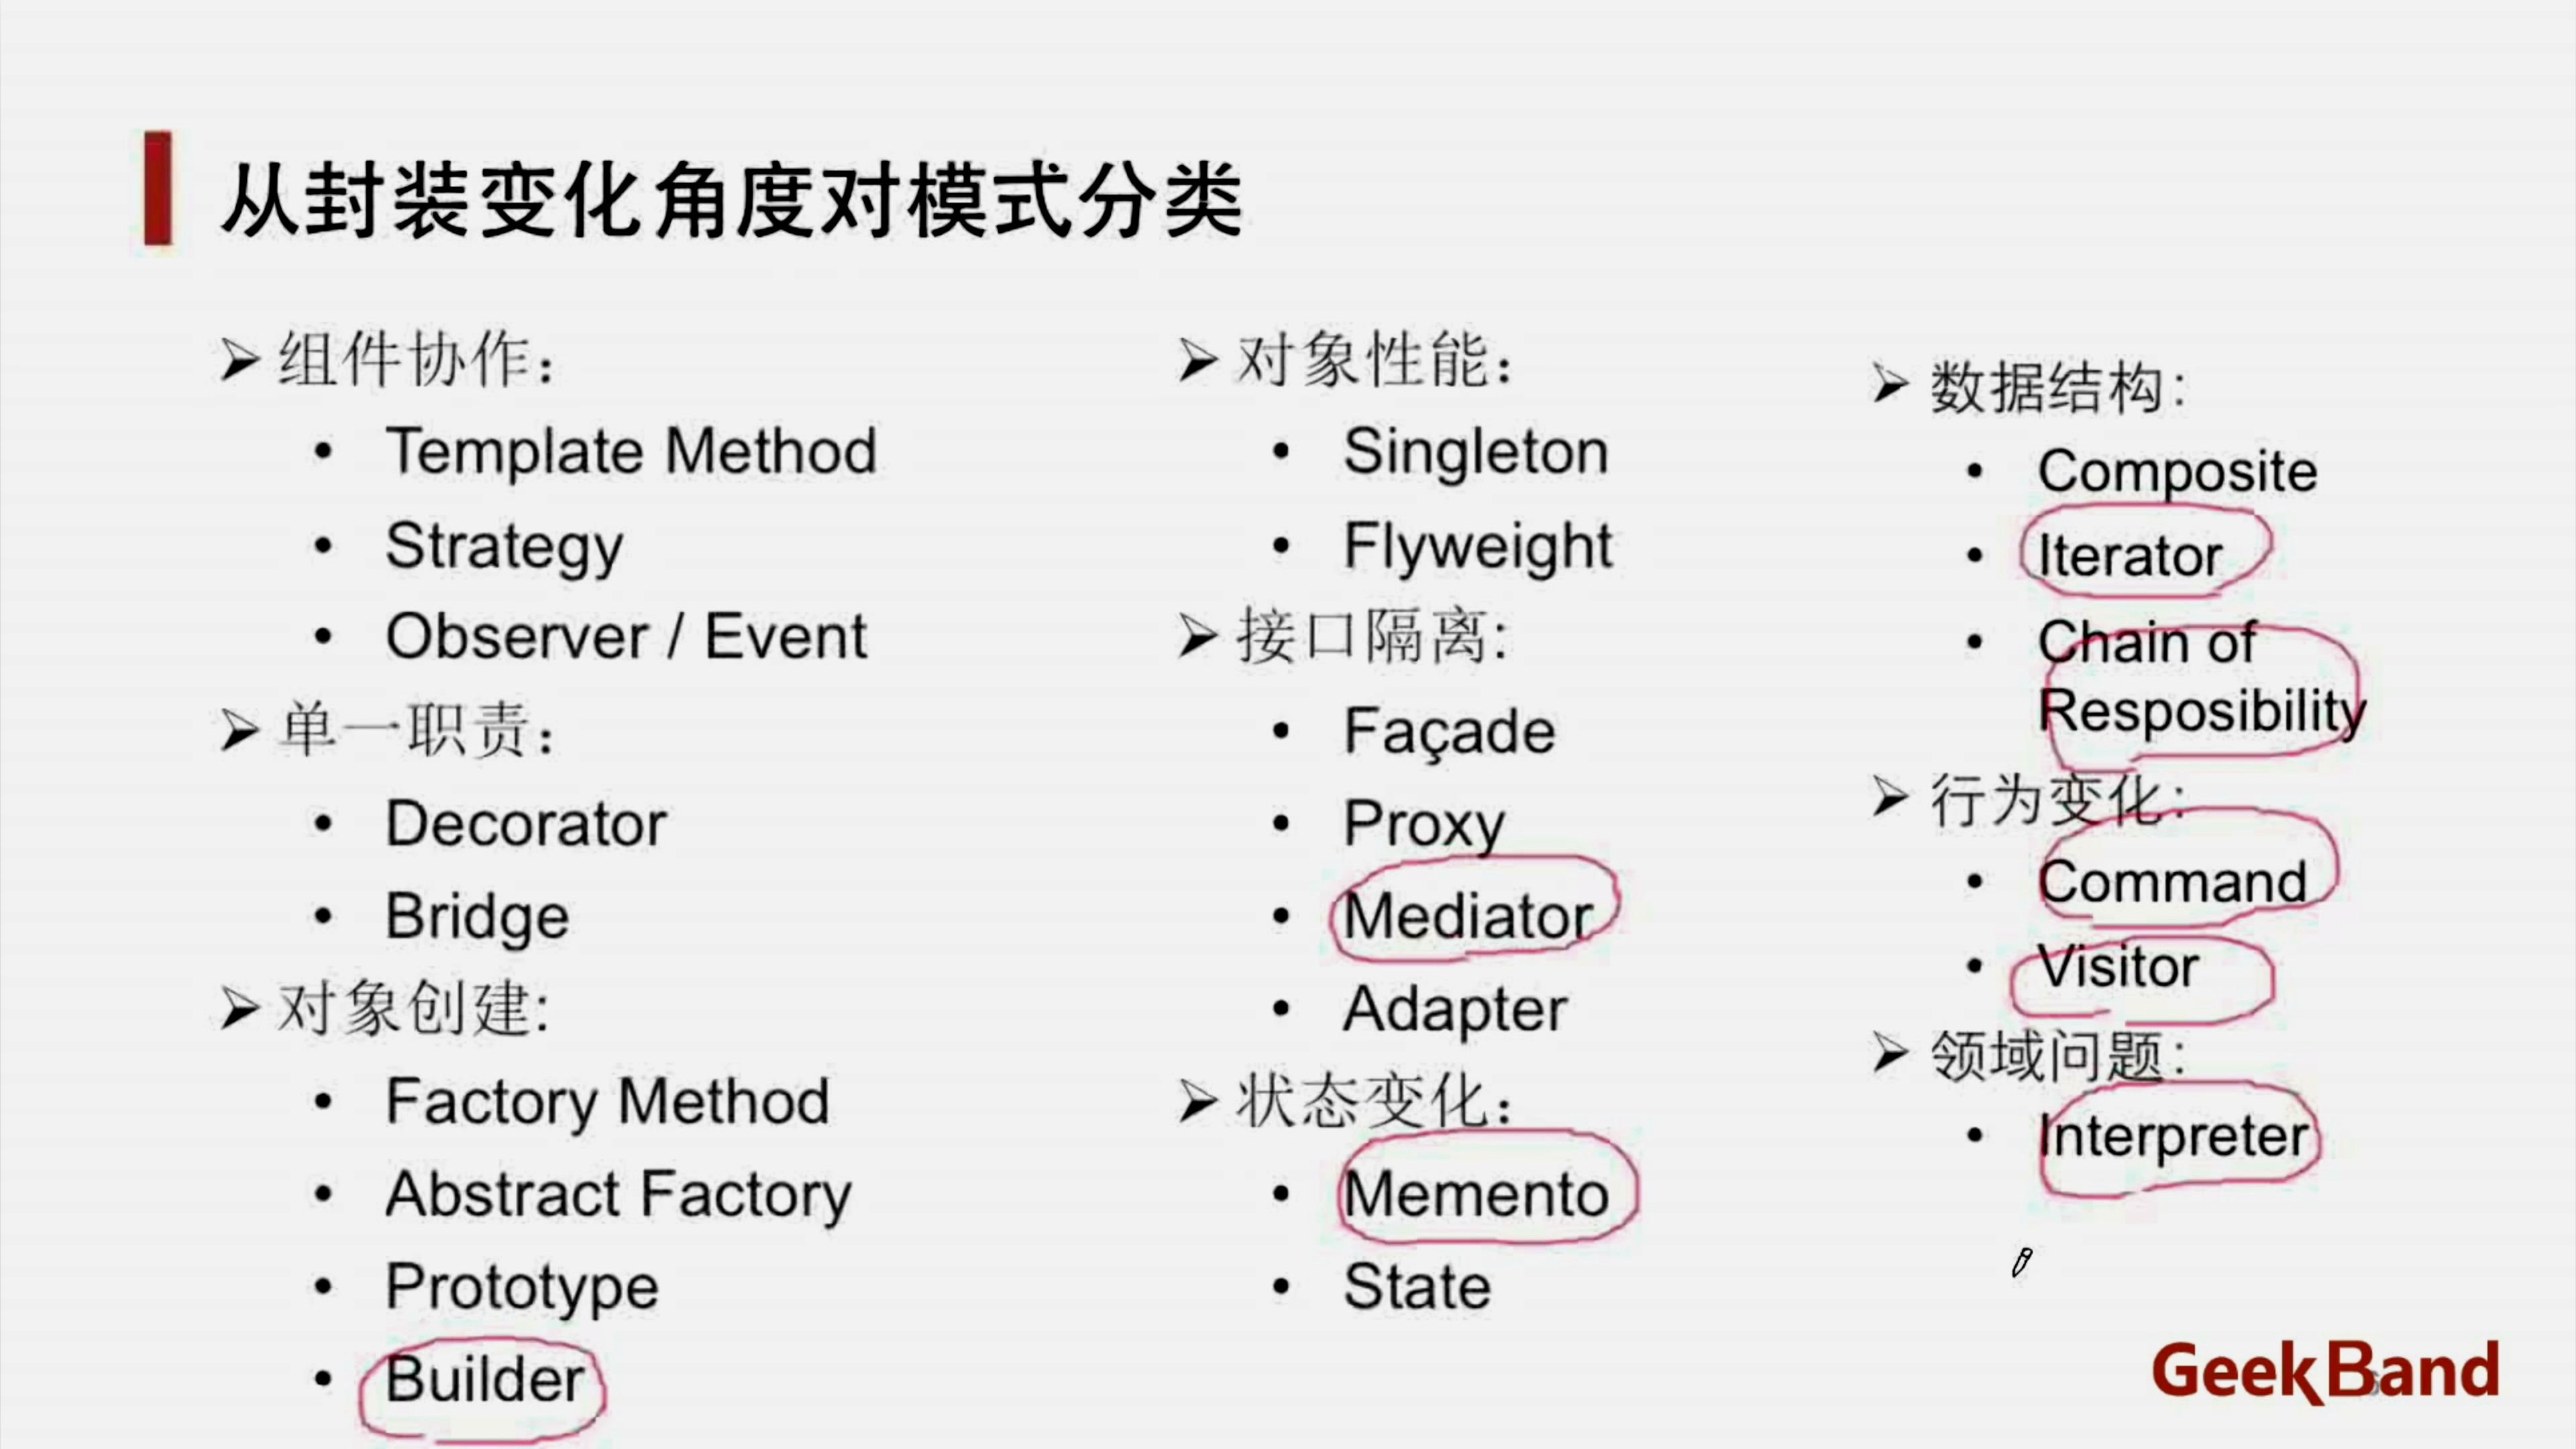 从封装变化角度对模式分类
➢ 组件协作：
• Template Method
• Strategy
• Observer / Event
➢ 单一职责：
• Decorator
• Bridge
➢ 对象创建:
• Factory Method
• Abstract Factory
• Prototype
• Builder
➢ 对象性能：
• Singleton
• Flyweight
➢ 接口隔离:
• Façade
• Proxy
• Mediator
• Adapter
➢ 状态变化：
• Memento
• State
➢ 数据结构:
• Composite
• Iterator
• Chain of
Resposibility
➢ 行为变化:
• Command
• Visitor
➢ 领域问题:
• Interpreter
GeekBand